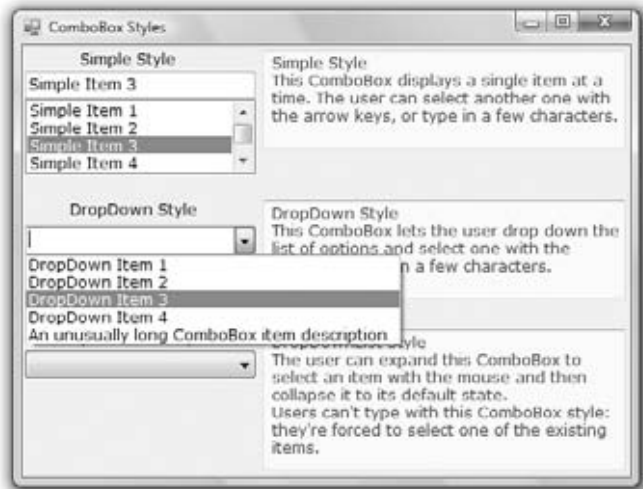 ComboBox Styles
Simple Style
Simple Item 3
Simple Item 1
Simple Item 2
Simple Item 3
Simple Item 4
Simple Style
This ComboBox displays a single item at a
time. The user can select another one with
the arrow keys, or type in a few characters.
DropDown Style
DropDown Item 1
DropDown Item 2
DropDown Item 3
DropDown Item 4
An unusually long ComboBox item description
DropDown Style
This ComboBox lets the user drop down the
list of options and select one with the
n a few characters.
DropDownList Style
The user can expand this ComboBox to
select an item with the mouse and then
collapse it to its default state.
Users can't type with this ComboBox style:
they're forced to select one of the existing
items.